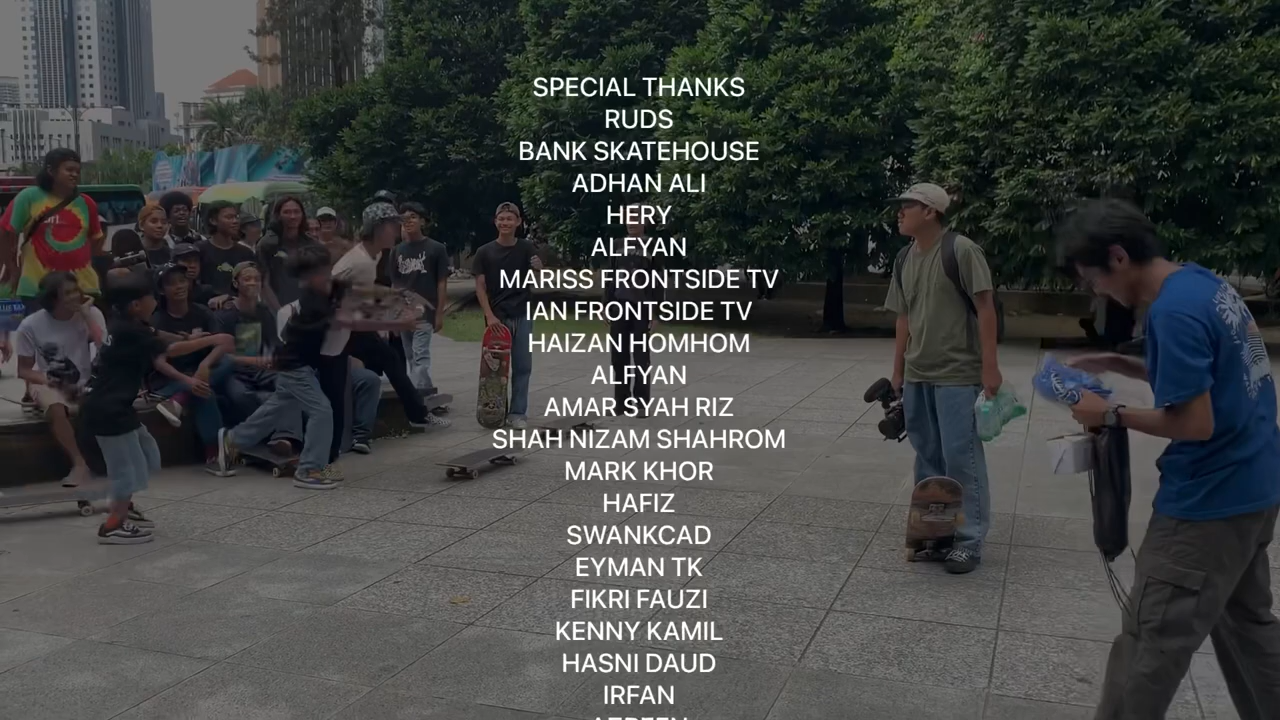 SPECIAL THANKS
RUDS
BANK SKATEHOUSE
ADHAN ALI
HERY
ALFYAN
MARISS FRONTSIDE TV
IAN FRONTSIDE TV
HAIZAN HOMHOM
ALFYAN
AMAR SYAH RIZ
SHAH NIZAM SHAHROM
MARK KHOR
HAFIZ
SWANKCAD
EYMAN TK
FIKRI FAUZI
KENNY KAMIL
HASNI DAUD
IRFAN